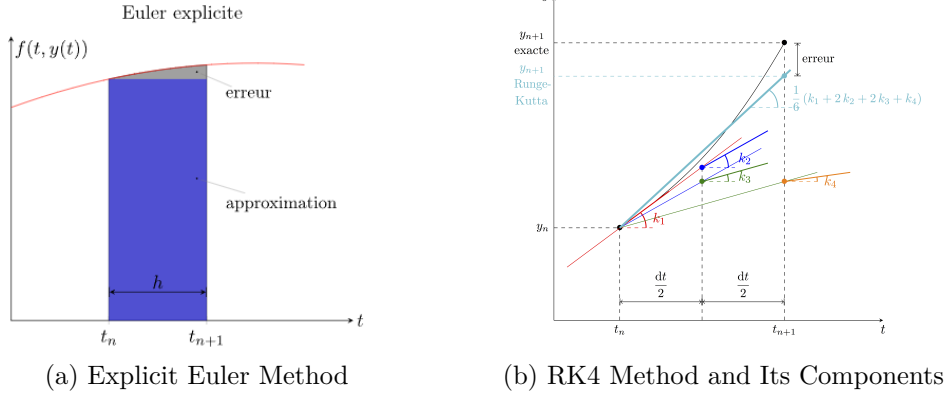 Euler explicite
f(t, y(t))
erreur
approximation
h
t
t_n
t_{n+1}
(a) Explicit Euler Method
y_{n+1}
exacte
y_{n+1}
Runge-
Kutta
erreur
1/6 (k_1 + 2 k_2 + 2 k_3 + k_4)
k_2
k_3
k_4
k_1
y_n
dt/2
dt/2
t_n
t_{n+1}
t
(b) RK4 Method and Its Components